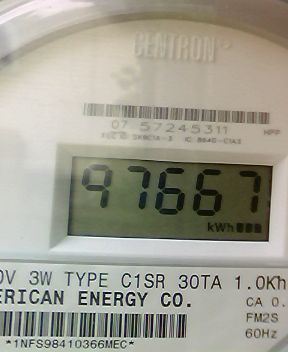 CENTRON
07 57245311
HPP
97667
kWh
0V 3W TYPE C1SR 30TA 1.0Kh
ERICAN ENERGY CO.
CA 0.
FM2S
*1NFS98410366MEC*
60Hz